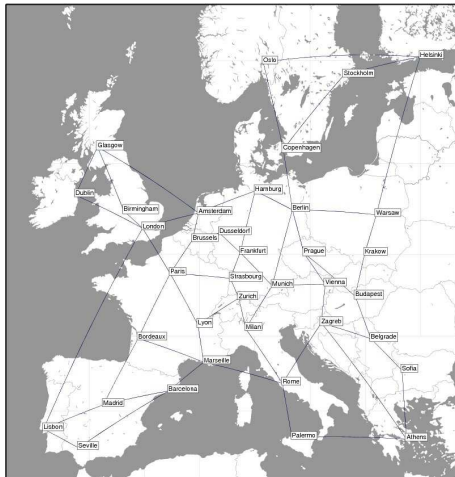 Oslo
Helsinki
Stockholm
Copenhagen
Glasgow
Dublin
Hamburg
Birmingham
Amsterdam
Berlin
Warsaw
London
Dusseldorf
Brussels
Frankfurt
Prague
Krakow
Paris
Strasbourg
Munich
Vienna
Zurich
Budapest
Lyon
Milan
Zagreb
Bordeaux
Belgrade
Marseille
Sofia
Rome
Barcelona
Madrid
Lisbon
Palermo
Athens
Seville